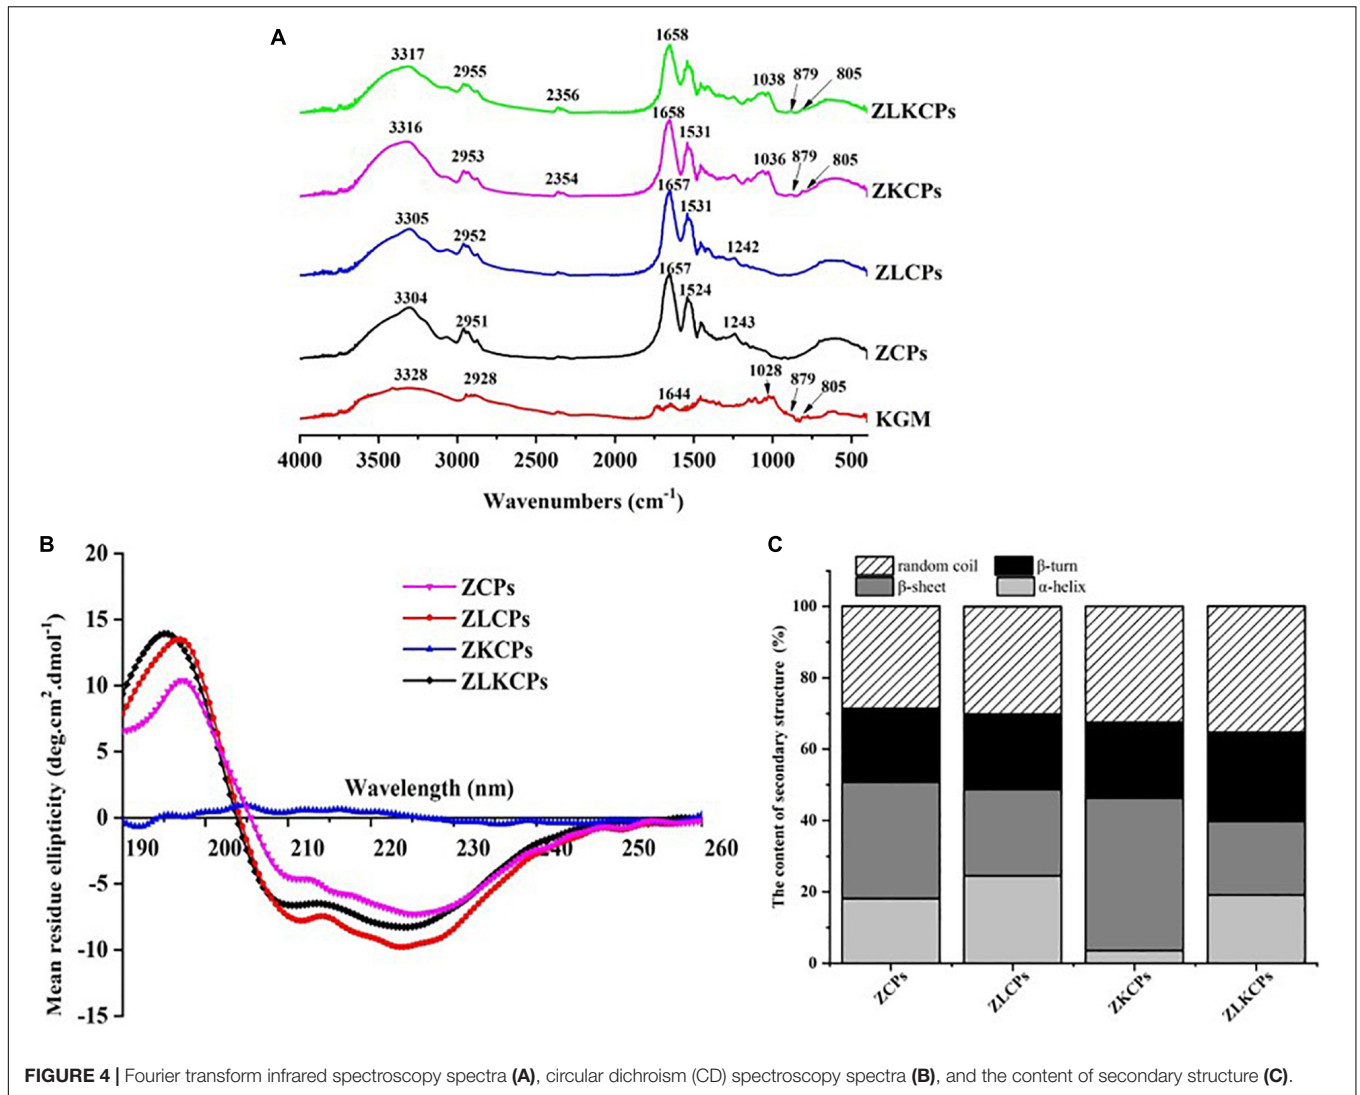 A
3317
2955
2356
1658
1038
879
805
ZLKCPs
3316
2953
2354
1658
1531
1036
879
805
ZKCPs
3305
2952
1657
1531
1242
ZLCPs
3304
2951
1657
1524
1243
ZCPs
3328
2928
1644
1028
879
805
KGM
4000 3500 3000 2500 2000 1500 1000 500
Wavenumbers (cm-1)
B
Mean residue ellipticity (deg.cm2.dmol-1)
20
15
10
5
0
-5
-10
-15
ZCPs
ZLCPs
ZKCPs
ZLKCPs
Wavelength (nm)
190 200 210 220 230 240 250 260
C
random coil β-turn
β-sheet α-helix
The content of secondary structure (%)
100
80
60
40
20
0
ZCPs ZLCPs ZKCPs ZLKCPs
FIGURE 4 | Fourier transform infrared spectroscopy spectra (A), circular dichroism (CD) spectroscopy spectra (B), and the content of secondary structure (C).